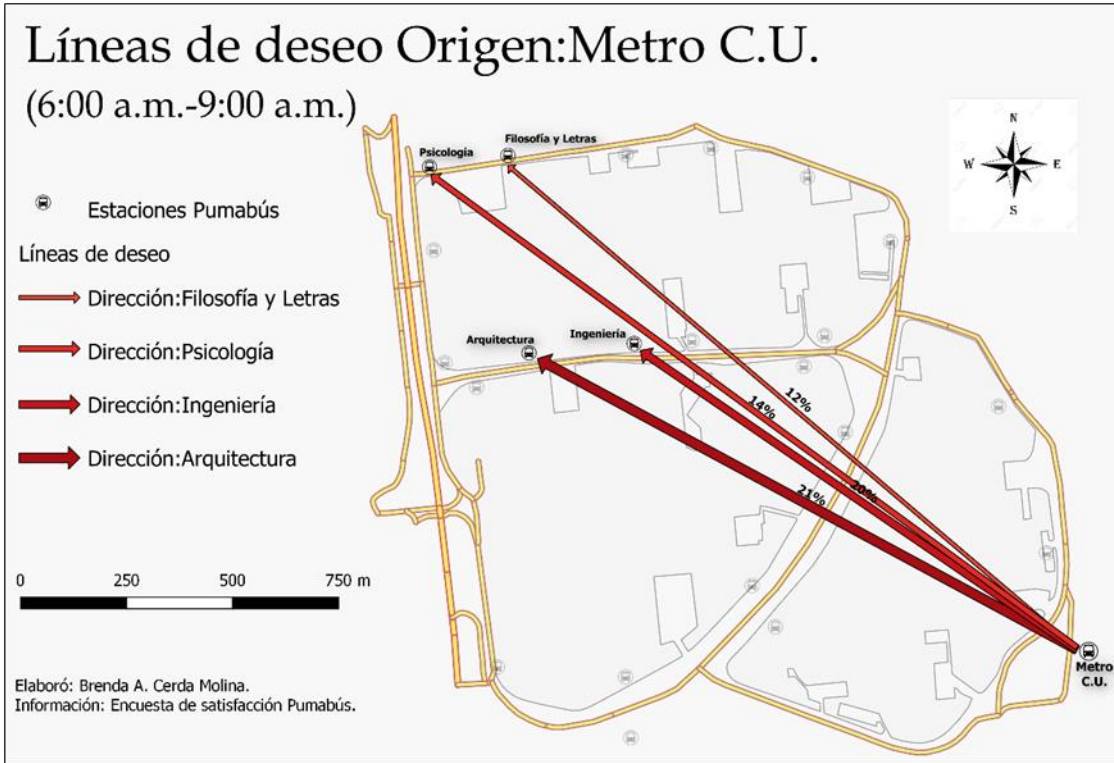 Líneas de deseo Origen:Metro C.U.
(6:00 a.m.-9:00 a.m.)
Estaciones Pumabús
Líneas de deseo
Dirección:Filosofía y Letras
Dirección:Psicología
Dirección:Ingeniería
Dirección:Arquitectura
0 250 500 750 m
Elaboró: Brenda A. Cerda Molina.
Información: Encuesta de satisfacción Pumabús.
Psicología
Filosofía y Letras
Arquitectura
Ingeniería
12%
14%
20%
21%
Metro
C.U.
N
W E
S